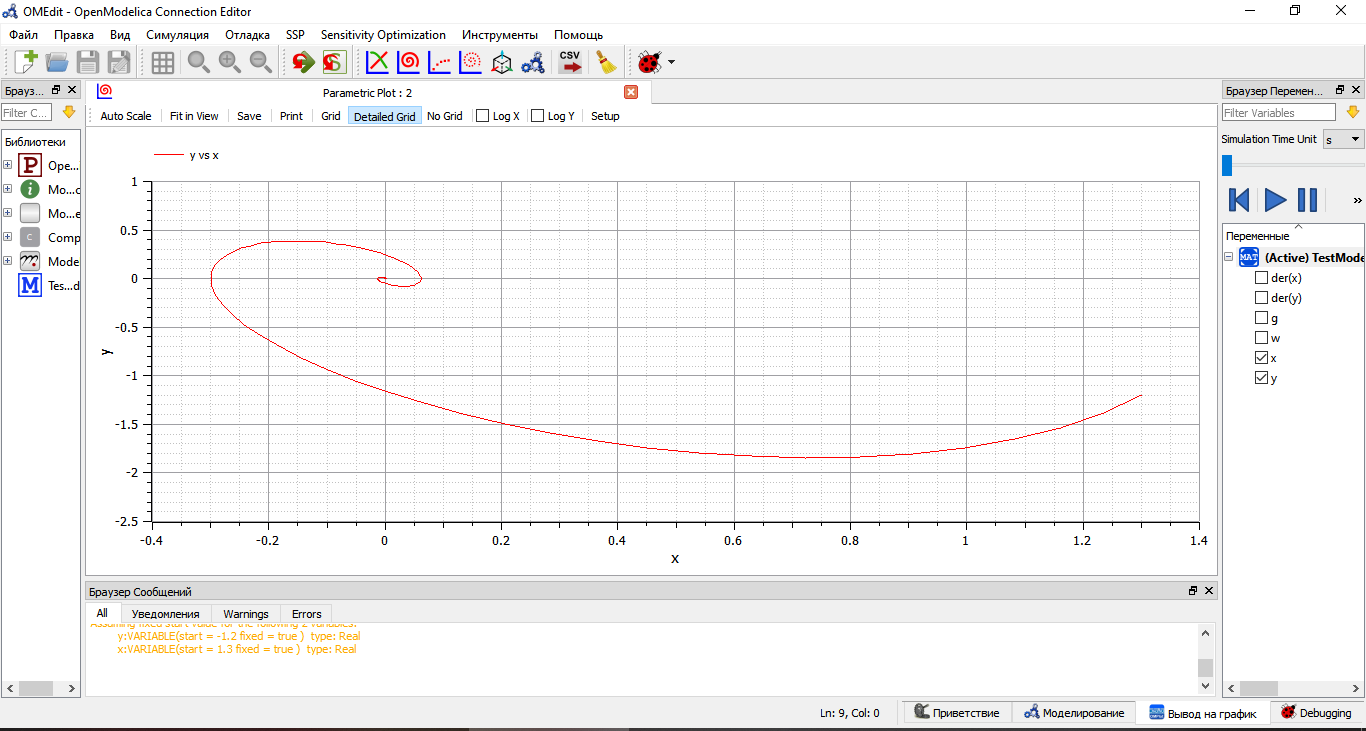 OMEdit - OpenModelica Connection Editor
Файл Правка Вид Симуляция Отладка SSP Sensitivity Optimization Инструменты Помощь
CSV
Брауз...
Filter C...
Библиотеки
P Ope...
i Mo...c
Mo...e
C Comp
Mode
M Tes...d
Parametric Plot : 2
Auto Scale Fit in View Save Print Grid Detailed Grid No Grid Log X Log Y Setup
y vs x
1
0.5
0
-0.5
-1
-1.5
-2
-2.5
y
-0.4 -0.2 0 0.2 0.4 0.6 0.8 1 1.2 1.4
x
Браузер Сообщений
All Уведомления Warnings Errors
Assuming fixed start value for the following 2 variables:
y:VARIABLE(start = -1.2 fixed = true ) type: Real
x:VARIABLE(start = 1.3 fixed = true ) type: Real
Браузер Перемен...
Filter Variables
Simulation Time Unit s
»
Переменные
MAT (Active) TestMode
der(x)
der(y)
g
w
x
y
Ln: 9, Col: 0 Приветствие Моделирование Вывод на график Debugging